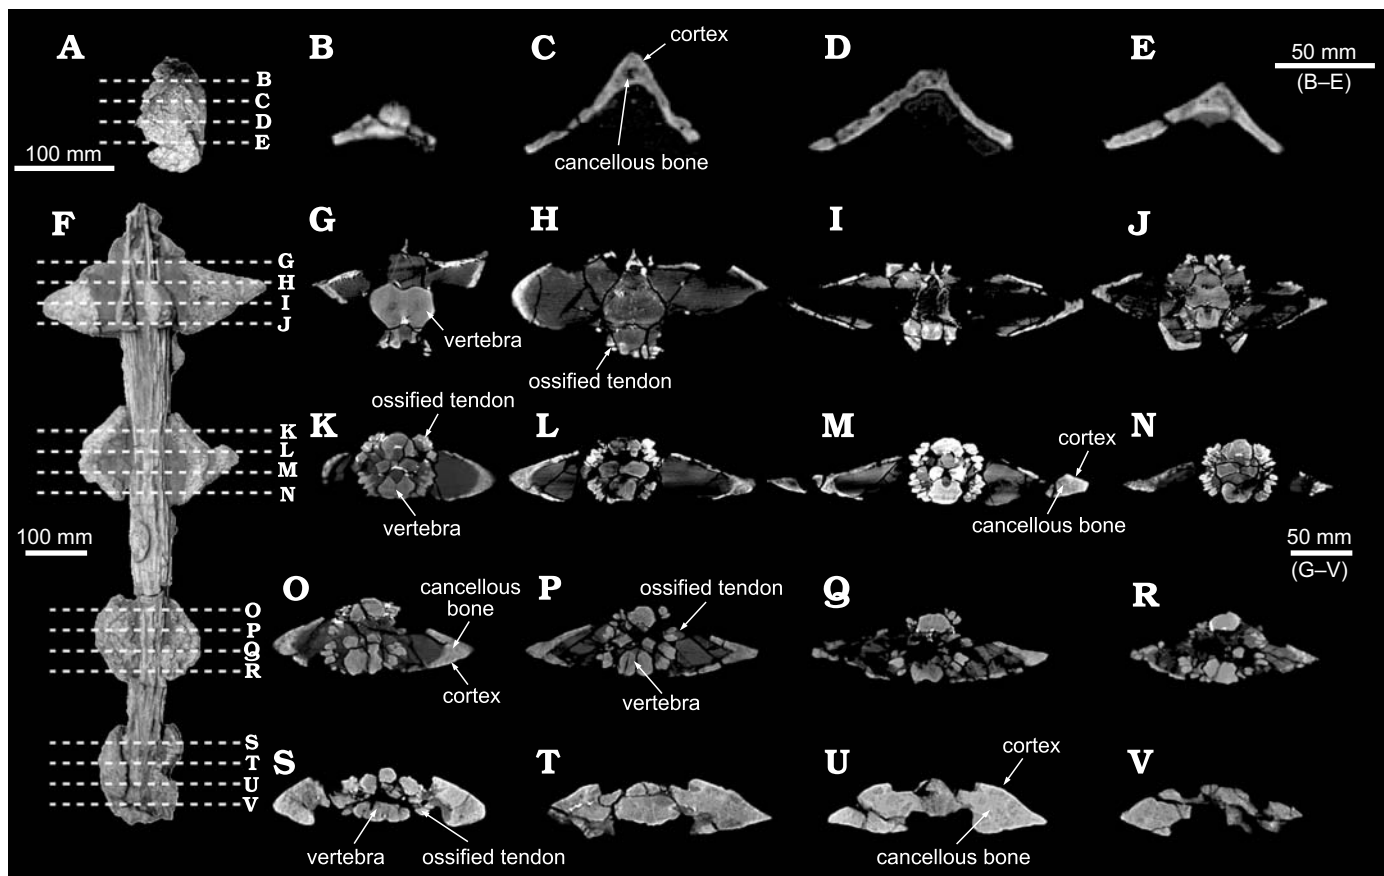 A
B
C
D
E
100 mm
B
C
cortex
cancellous bone
D
E
50 mm
(B–E)
F
G
H
I
J
K
L
M
N
100 mm
O
P
Q
R
S
T
U
V
G
vertebra
H
ossified tendon
I
J
K
ossified tendon
vertebra
L
M
cortex
cancellous bone
N
50 mm
(G–V)
O
cancellous
bone
cortex
P
ossified tendon
vertebra
Q
R
S
vertebra
ossified tendon
T
U
cortex
cancellous bone
V